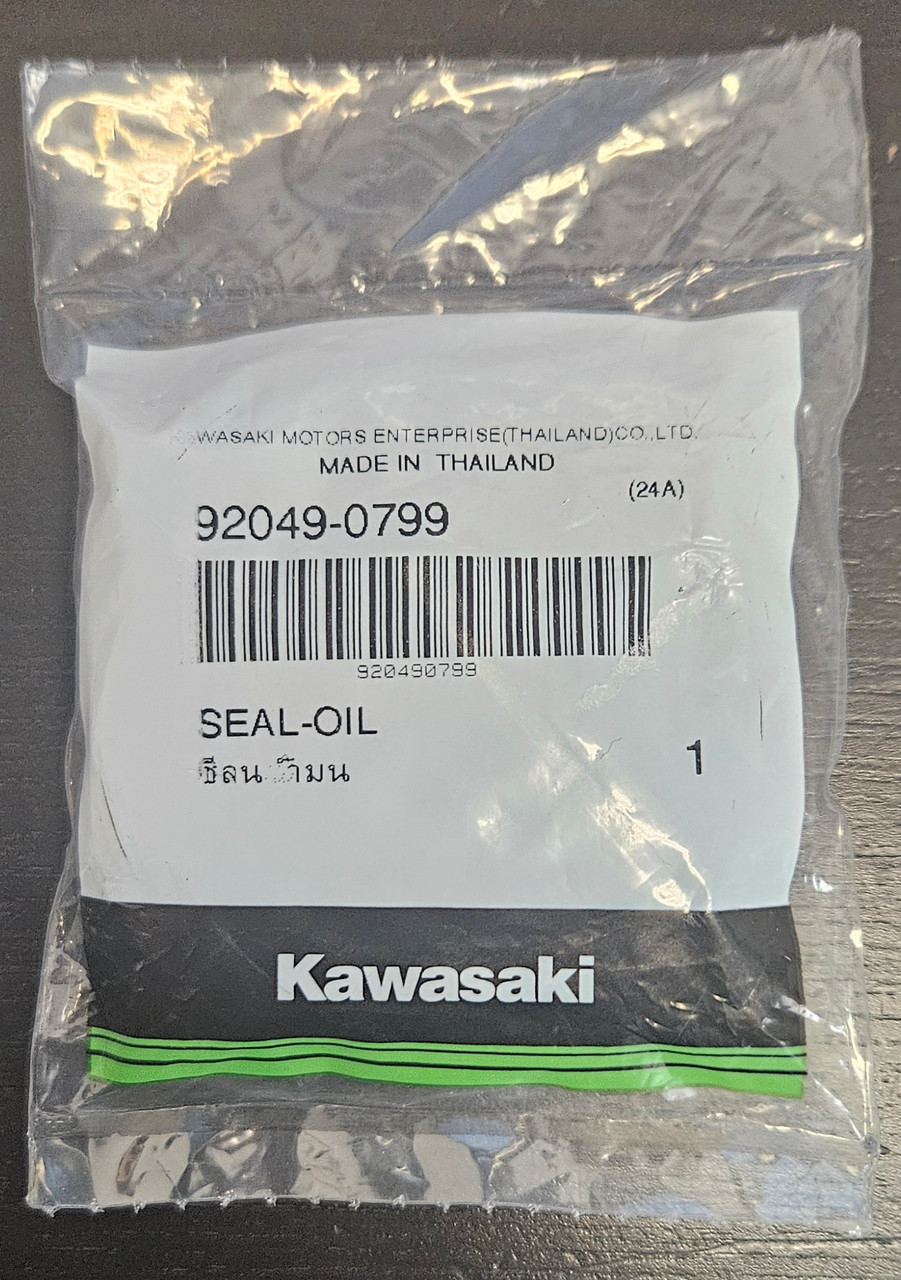 KAWASAKI MOTORS ENTERPRISE(THAILAND)CO.,LTD.
MADE IN THAILAND
(24A)
92049-0799
920490799
SEAL-OIL
1
Kawasaki